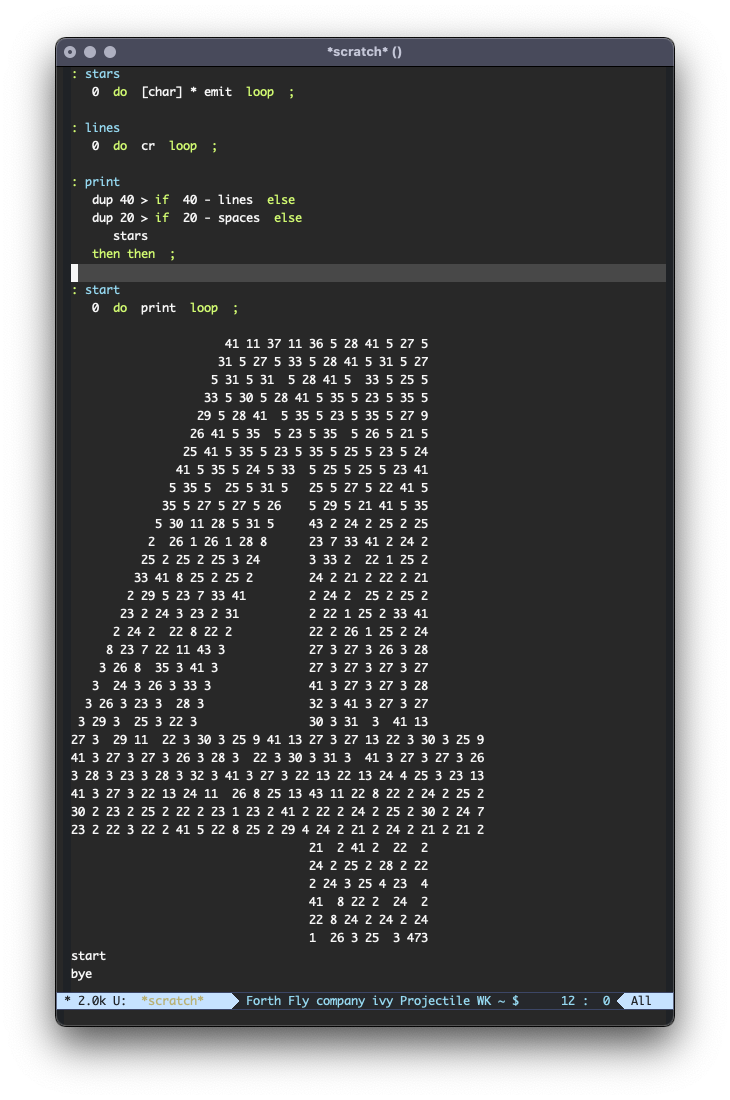 *scratch* ()
: stars
   0  do  [char] * emit  loop  ;
: lines
   0  do  cr  loop  ;
: print
   dup 40 > if  40 - lines  else
   dup 20 > if  20 - spaces  else
      stars
   then then  ;
: start
   0  do  print  loop  ;
                      41 11 37 11 36 5 28 41 5 27 5
                     31 5 27 5 33 5 28 41 5 31 5 27
                    5 31 5 31  5 28 41 5  33 5 25 5
                   33 5 30 5 28 41 5 35 5 23 5 35 5
                  29 5 28 41  5 35 5 23 5 35 5 27 9
                 26 41 5 35  5 23 5 35  5 26 5 21 5
                25 41 5 35 5 23 5 35 5 25 5 23 5 24
               41 5 35 5 24 5 33  5 25 5 25 5 23 41
              5 35 5  25 5 31 5   25 5 27 5 22 41 5
             35 5 27 5 27 5 26    5 29 5 21 41 5 35
            5 30 11 28 5 31 5     43 2 24 2 25 2 25
           2  26 1 26 1 28 8      23 7 33 41 2 24 2
          25 2 25 2 25 3 24       3 33 2  22 1 25 2
         33 41 8 25 2 25 2        24 2 21 2 22 2 21
        2 29 5 23 7 33 41         2 24 2  25 2 25 2
       23 2 24 3 23 2 31          2 22 1 25 2 33 41
      2 24 2  22 8 22 2           22 2 26 1 25 2 24
     8 23 7 22 11 43 3            27 3 27 3 26 3 28
    3 26 8  35 3 41 3             27 3 27 3 27 3 27
   3  24 3 26 3 33 3              41 3 27 3 27 3 28
  3 26 3 23 3  28 3               32 3 41 3 27 3 27
 3 29 3  25 3 22 3                30 3 31  3  41 13
27 3  29 11  22 3 30 3 25 9 41 13 27 3 27 13 22 3 30 3 25 9
41 3 27 3 27 3 26 3 28 3  22 3 30 3 31 3  41 3 27 3 27 3 26
3 28 3 23 3 28 3 32 3 41 3 27 3 22 13 22 13 24 4 25 3 23 13
41 3 27 3 22 13 24 11  26 8 25 13 43 11 22 8 22 2 24 2 25 2
30 2 23 2 25 2 22 2 23 1 23 2 41 2 22 2 24 2 25 2 30 2 24 7
23 2 22 3 22 2 41 5 22 8 25 2 29 4 24 2 21 2 24 2 21 2 21 2
                                  21  2 41 2  22  2
                                  24 2 25 2 28 2 22
                                  2 24 3 25 4 23  4
                                  41  8 22 2  24  2
                                  22 8 24 2 24 2 24
                                  1  26 3 25  3 473
start
bye
* 2.0k U:  *scratch*  Forth Fly company ivy Projectile WK ~ $  12 :  0  All